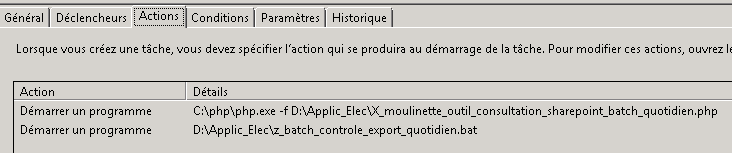 Général Déclencheurs Actions Conditions Paramètres Historique
Lorsque vous créez une tâche, vous devez spécifier l'action qui se produira au démarrage de la tâche. Pour modifier ces actions, ouvrez le
Action Détails
Démarrer un programme C:\php\php.exe -f D:\Applic_Elec\X_moulinette_outil_consultation_sharepoint_batch_quotidien.php
Démarrer un programme D:\Applic_Elec\z_batch_controle_export_quotidien.bat